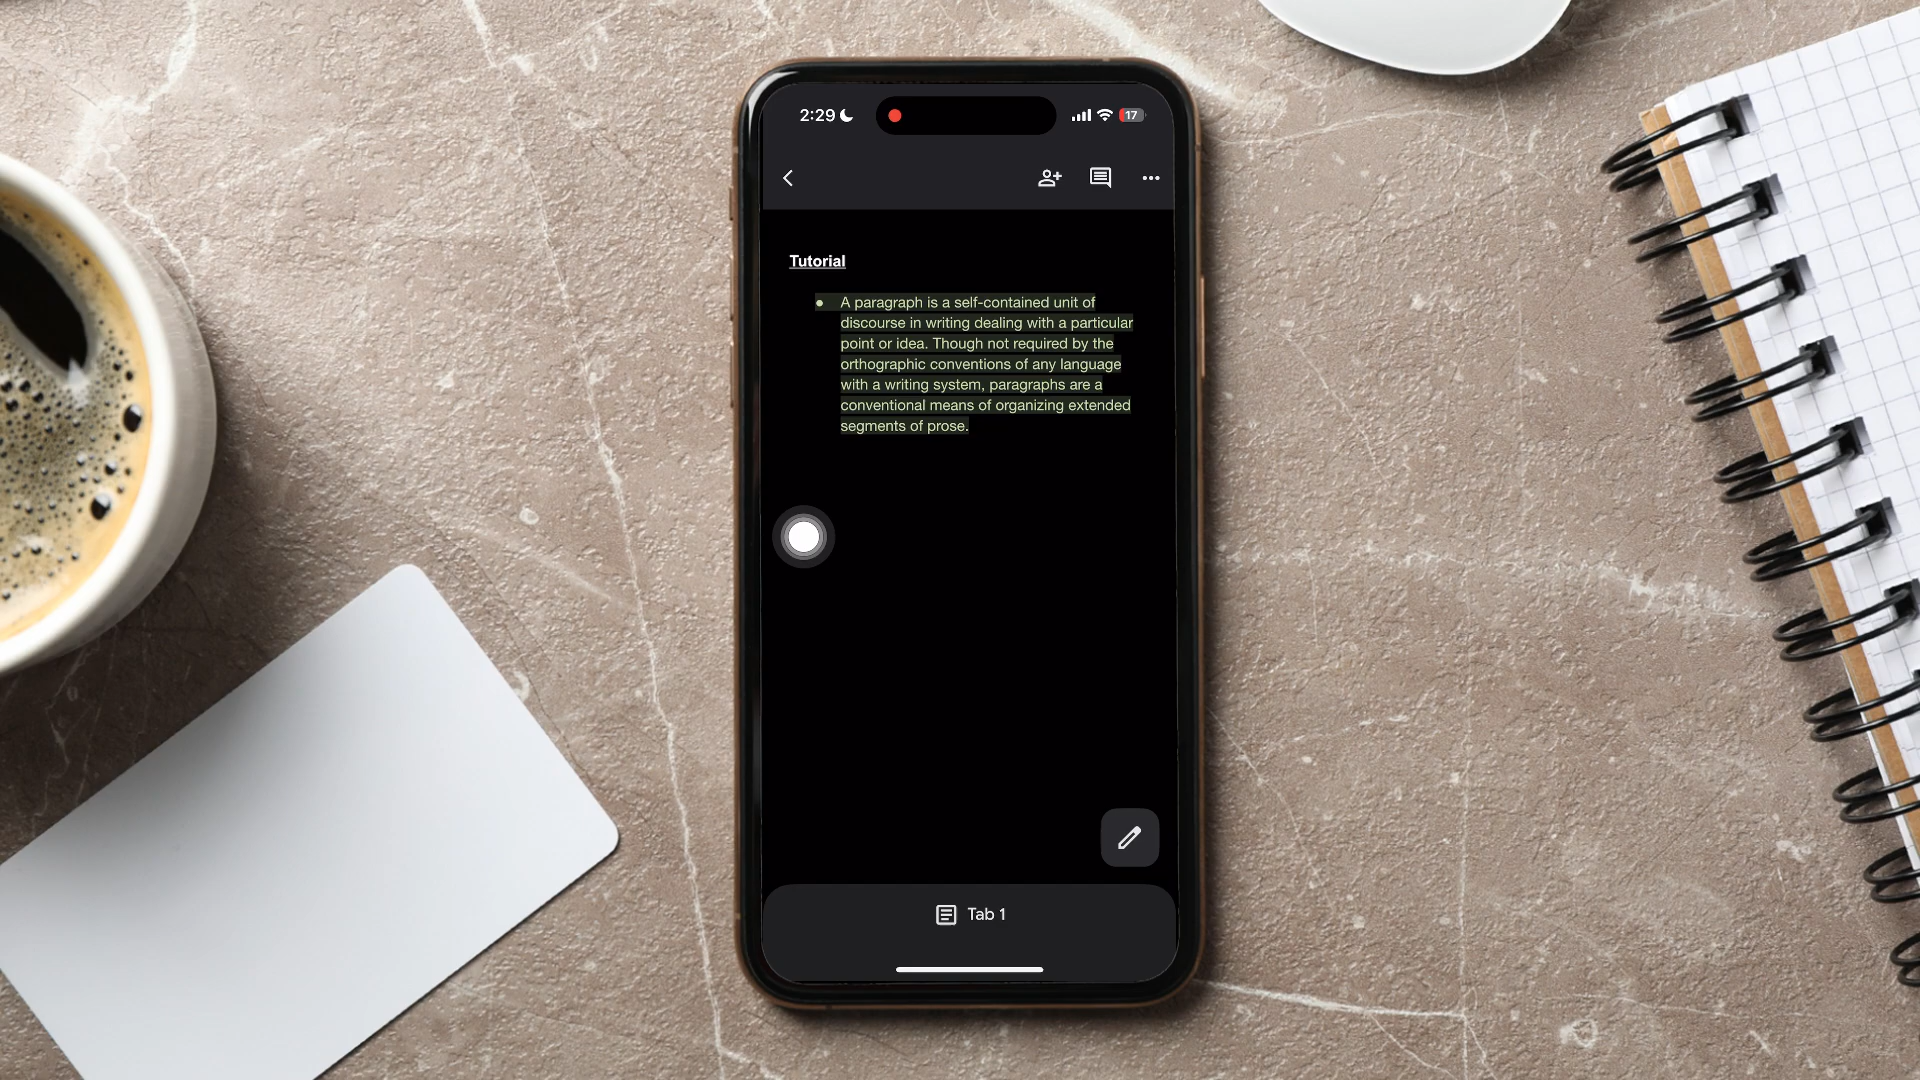 2:29
17
Tutorial
• A paragraph is a self-contained unit of
discourse in writing dealing with a particular
point or idea. Though not required by the
orthographic conventions of any language
with a writing system, paragraphs are a
conventional means of organizing extended
segments of prose.
Tab 1